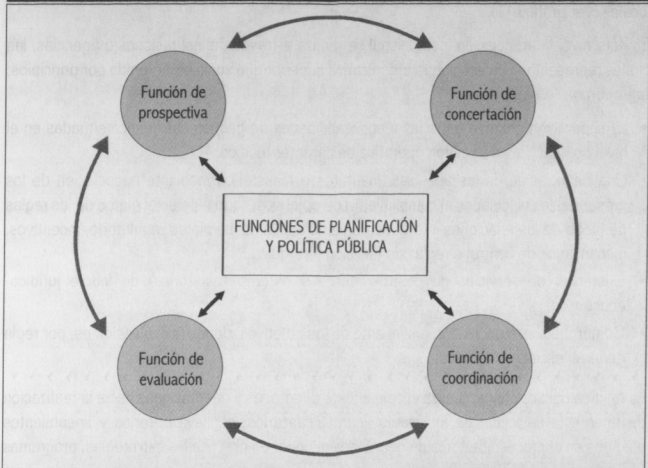 Función de
prospectiva
Función de
concertación
FUNCIONES DE PLANIFICACIÓN
Y POLÍTICA PÚBLICA
Función de
evaluación
Función de
coordinación